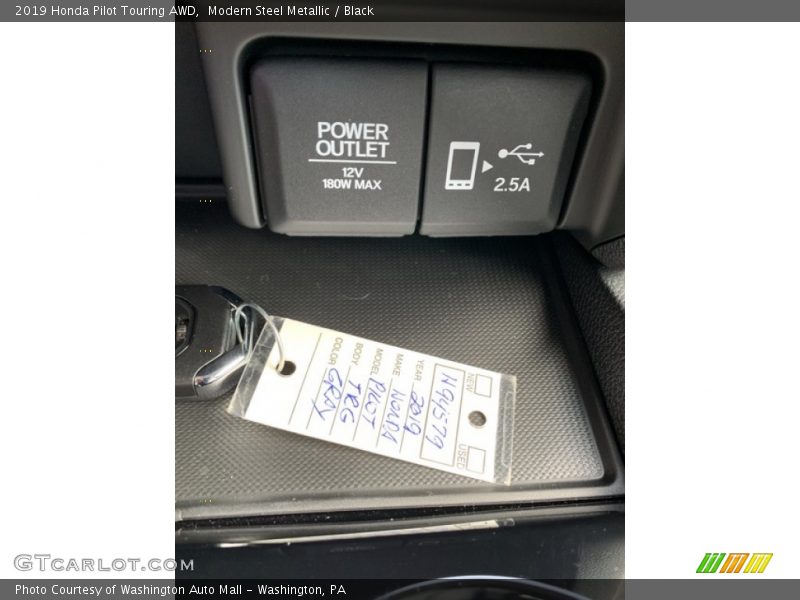 2019 Honda Pilot Touring AWD,  Modern Steel Metallic / Black
POWER
OUTLET
12V
180W MAX
2.5A
NEW
USED
YEAR 2019
MAKE HONDA
MODEL PILOT
BODY TRG
COLOR GRAY
GTCARLOT.COM
Photo Courtesy of Washington Auto Mall - Washington, PA